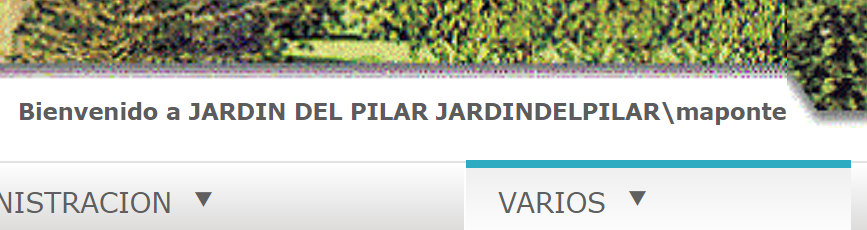 Bienvenido a JARDIN DEL PILAR JARDINDELPILAR\maponte
NISTRACION ▼ VARIOS ▼